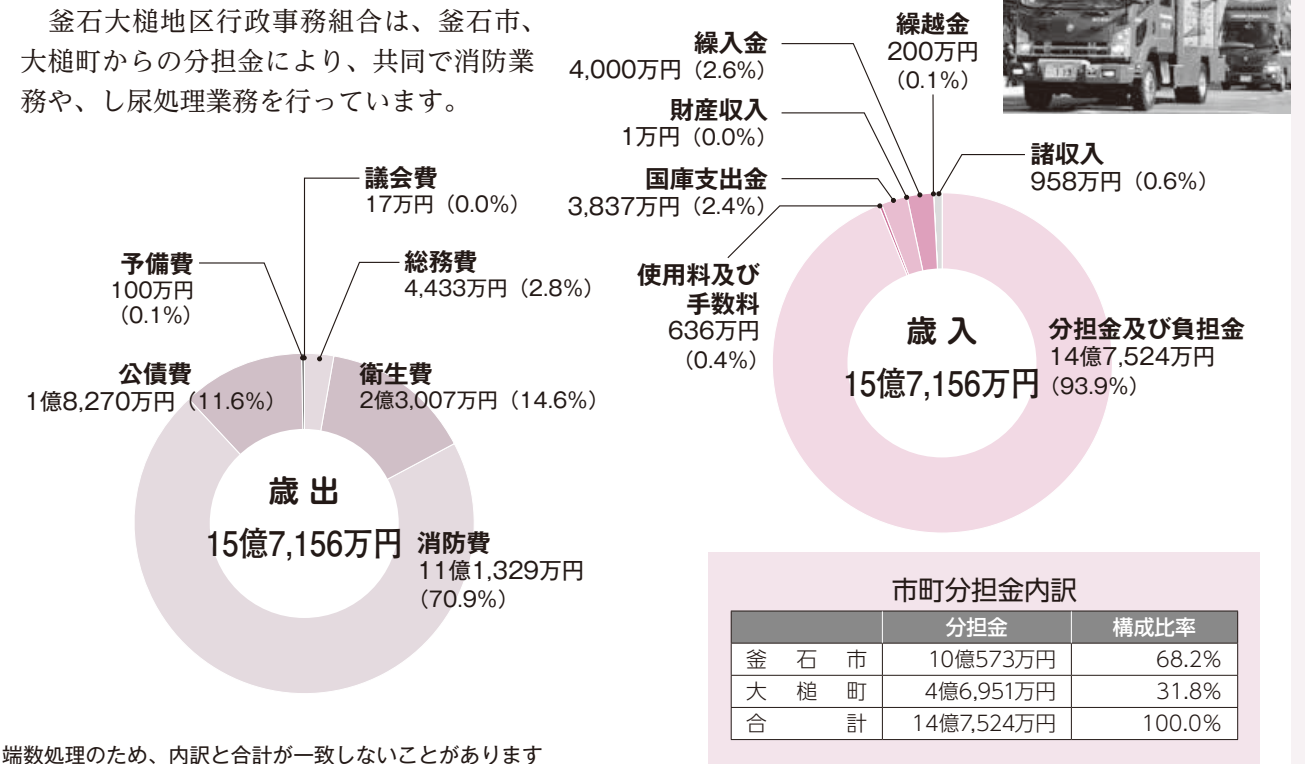 釜石大槌地区行政事務組合は、釜石市、
大槌町からの分担金により、共同で消防業
務や、し尿処理業務を行っています。
議会費
17万円（0.0%）
予備費
100万円
（0.1%）
総務費
4,433万円（2.8%）
公債費
1億8,270万円（11.6%）
衛生費
2億3,007万円（14.6%）
歳出
15億7,156万円
消防費
11億1,329万円
（70.9%）
繰入金
4,000万円（2.6%）
繰越金
200万円
（0.1%）
財産収入
1万円（0.0%）
国庫支出金
3,837万円（2.4%）
諸収入
958万円（0.6%）
使用料及び
手数料
636万円
（0.4%）
歳入
15億7,156万円
分担金及び負担金
14億7,524万円
（93.9%）
市町分担金内訳
分担金 構成比率
釜石市 10億573万円 68.2%
大槌町 4億6,951万円 31.8%
合計 14億7,524万円 100.0%
端数処理のため、内訳と合計が一致しないことがあります